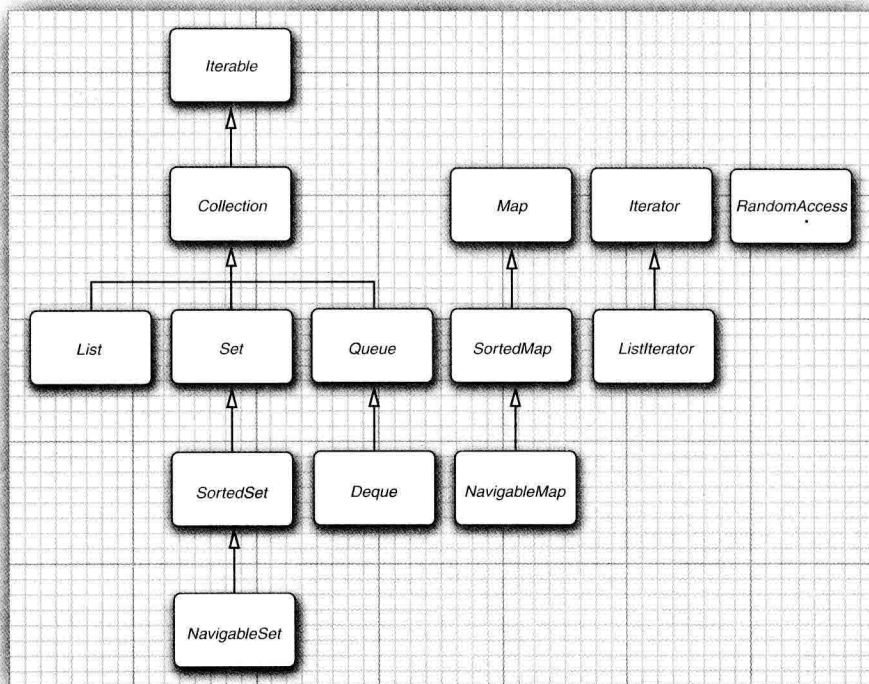 Iterable
Collection
Map
Iterator
RandomAccess
List
Set
Queue
SortedMap
ListIterator
SortedSet
Deque
NavigableMap
NavigableSet